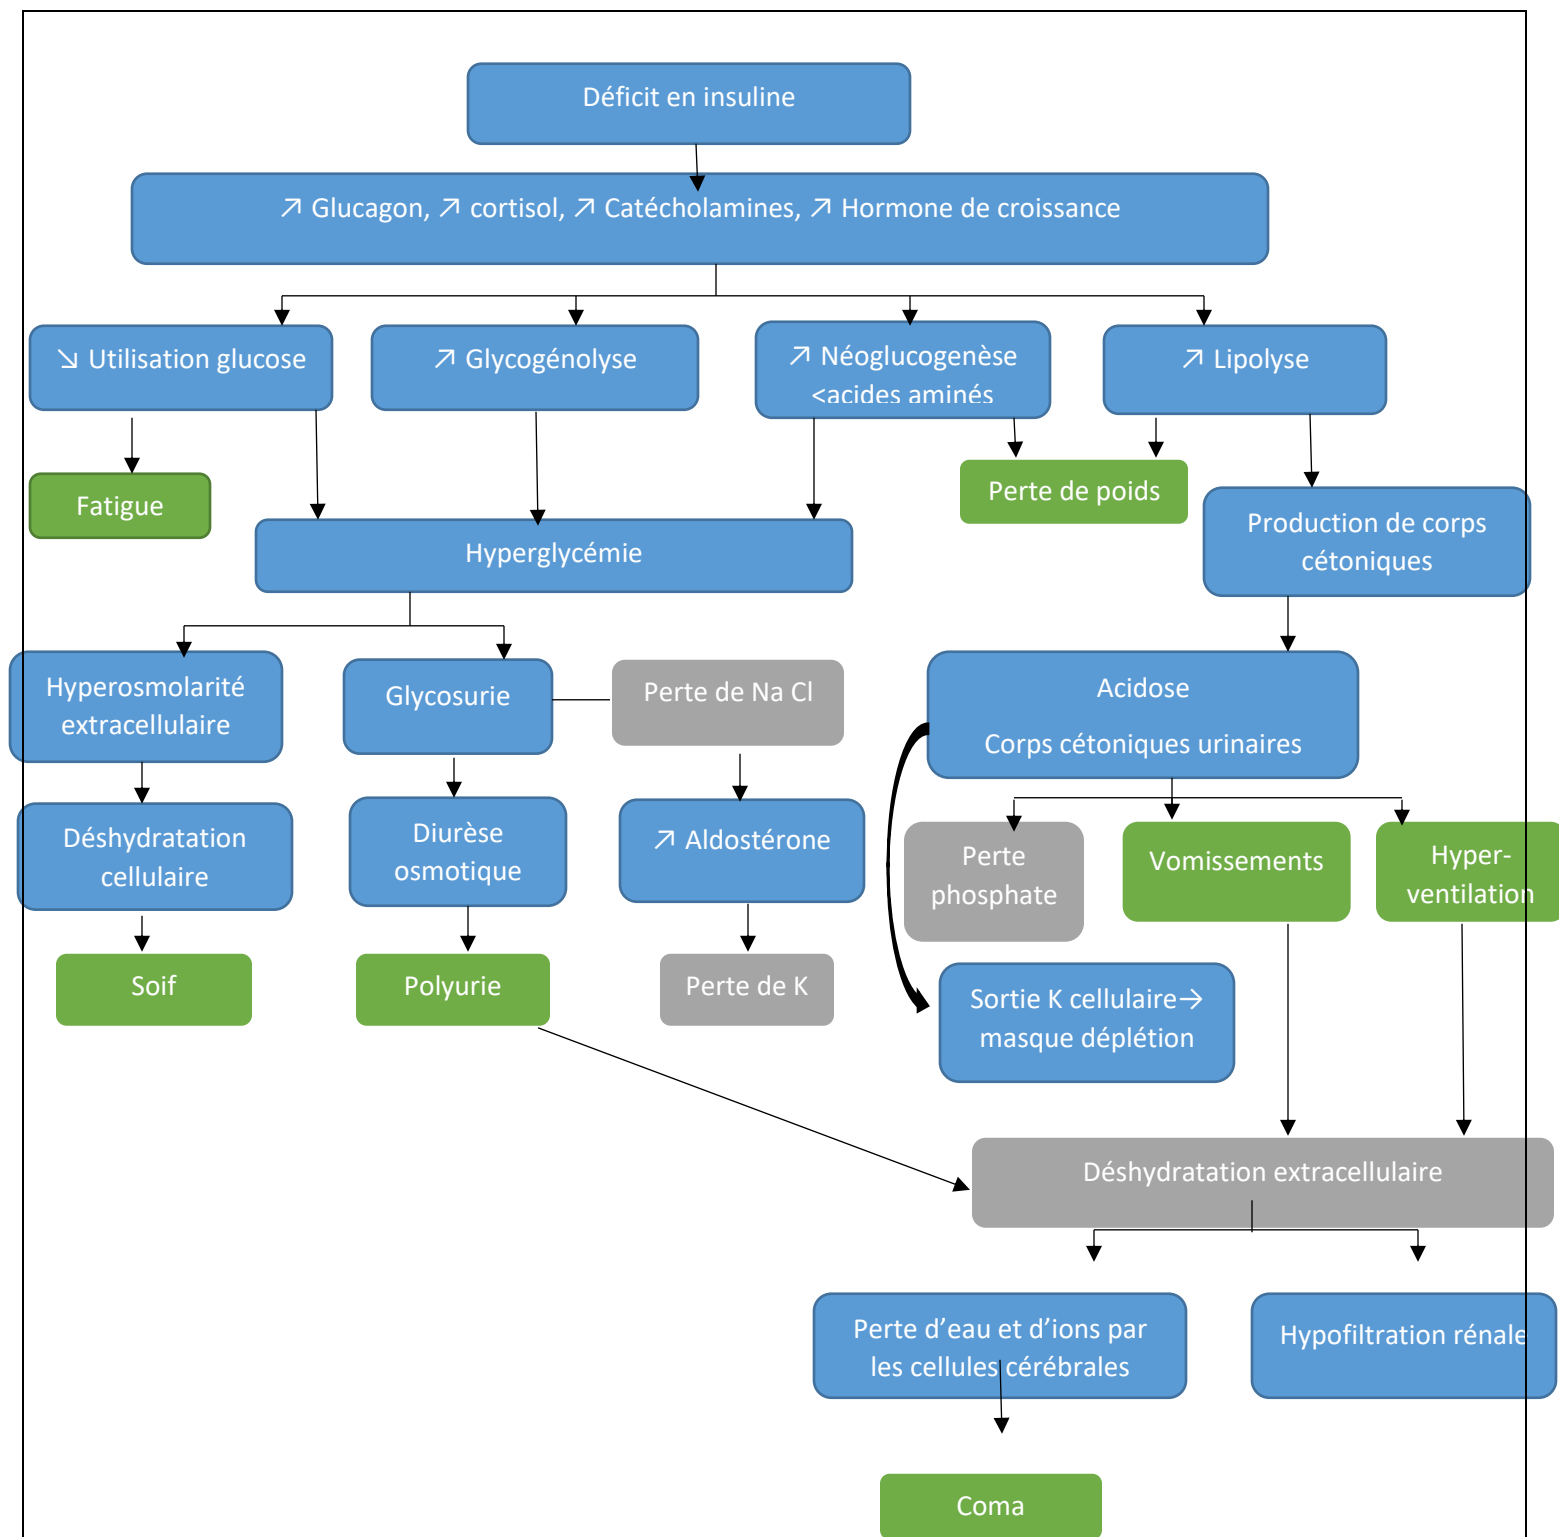 Déficit en insuline
↗ Glucagon, ↗ cortisol, ↗ Catécholamines, ↗ Hormone de croissance
↘ Utilisation glucose
↗ Glycogénolyse
↗ Néoglucogenèse
<acides aminés
↗ Lipolyse
Fatigue
Perte de poids
Production de corps
cétoniques
Hyperglycémie
Hyperosmolarité
extracellulaire
Glycosurie
Perte de Na Cl
Acidose
Corps cétoniques urinaires
Déshydratation
cellulaire
Diurèse
osmotique
↗ Aldostérone
Perte
phosphate
Vomissements
Hyper-
ventilation
Soif
Polyurie
Perte de K
Sortie K cellulaire→
masque déplétion
Déshydratation extracellulaire
Perte d’eau et d’ions par
les cellules cérébrales
Hypofiltration rénale
Coma